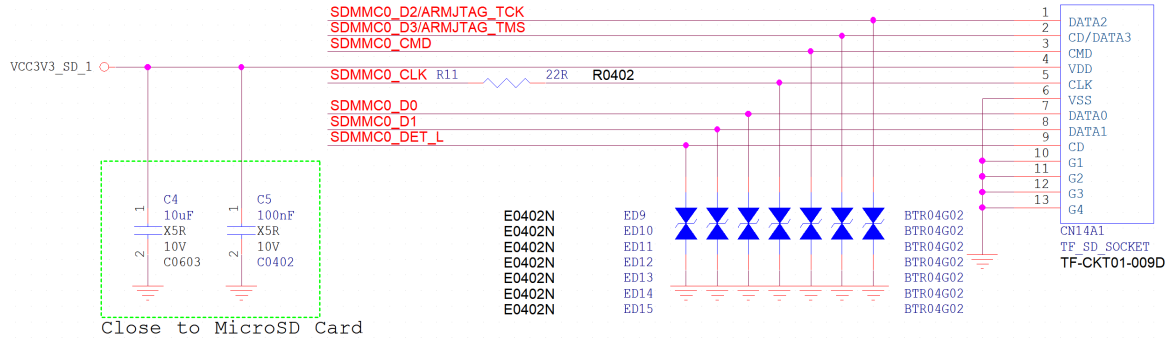 SDMMC0_D2/ARMJTAG_TCK 1 DATA2
SDMMC0_D3/ARMJTAG_TMS 2 CD/DATA3
SDMMC0_CMD 3 CMD
VCC3V3_SD_1 4 VDD
SDMMC0_CLK R11 22R R0402 5 CLK
6 VSS
SDMMC0_D0 7 DATA0
SDMMC0_D1 8 DATA1
SDMMC0_DET_L 9 CD
10 G1
11 G2
12 G3
13 G4
CN14A1
TF_SD_SOCKET
TF-CKT01-009D
1 C4
10uF
X5R
10V
2 C0603
1 C5
100nF
X5R
10V
2 C0402
Close to MicroSD Card
E0402N ED9 BTR04G02
E0402N ED10 BTR04G02
E0402N ED11 BTR04G02
E0402N ED12 BTR04G02
E0402N ED13 BTR04G02
E0402N ED14 BTR04G02
E0402N ED15 BTR04G02